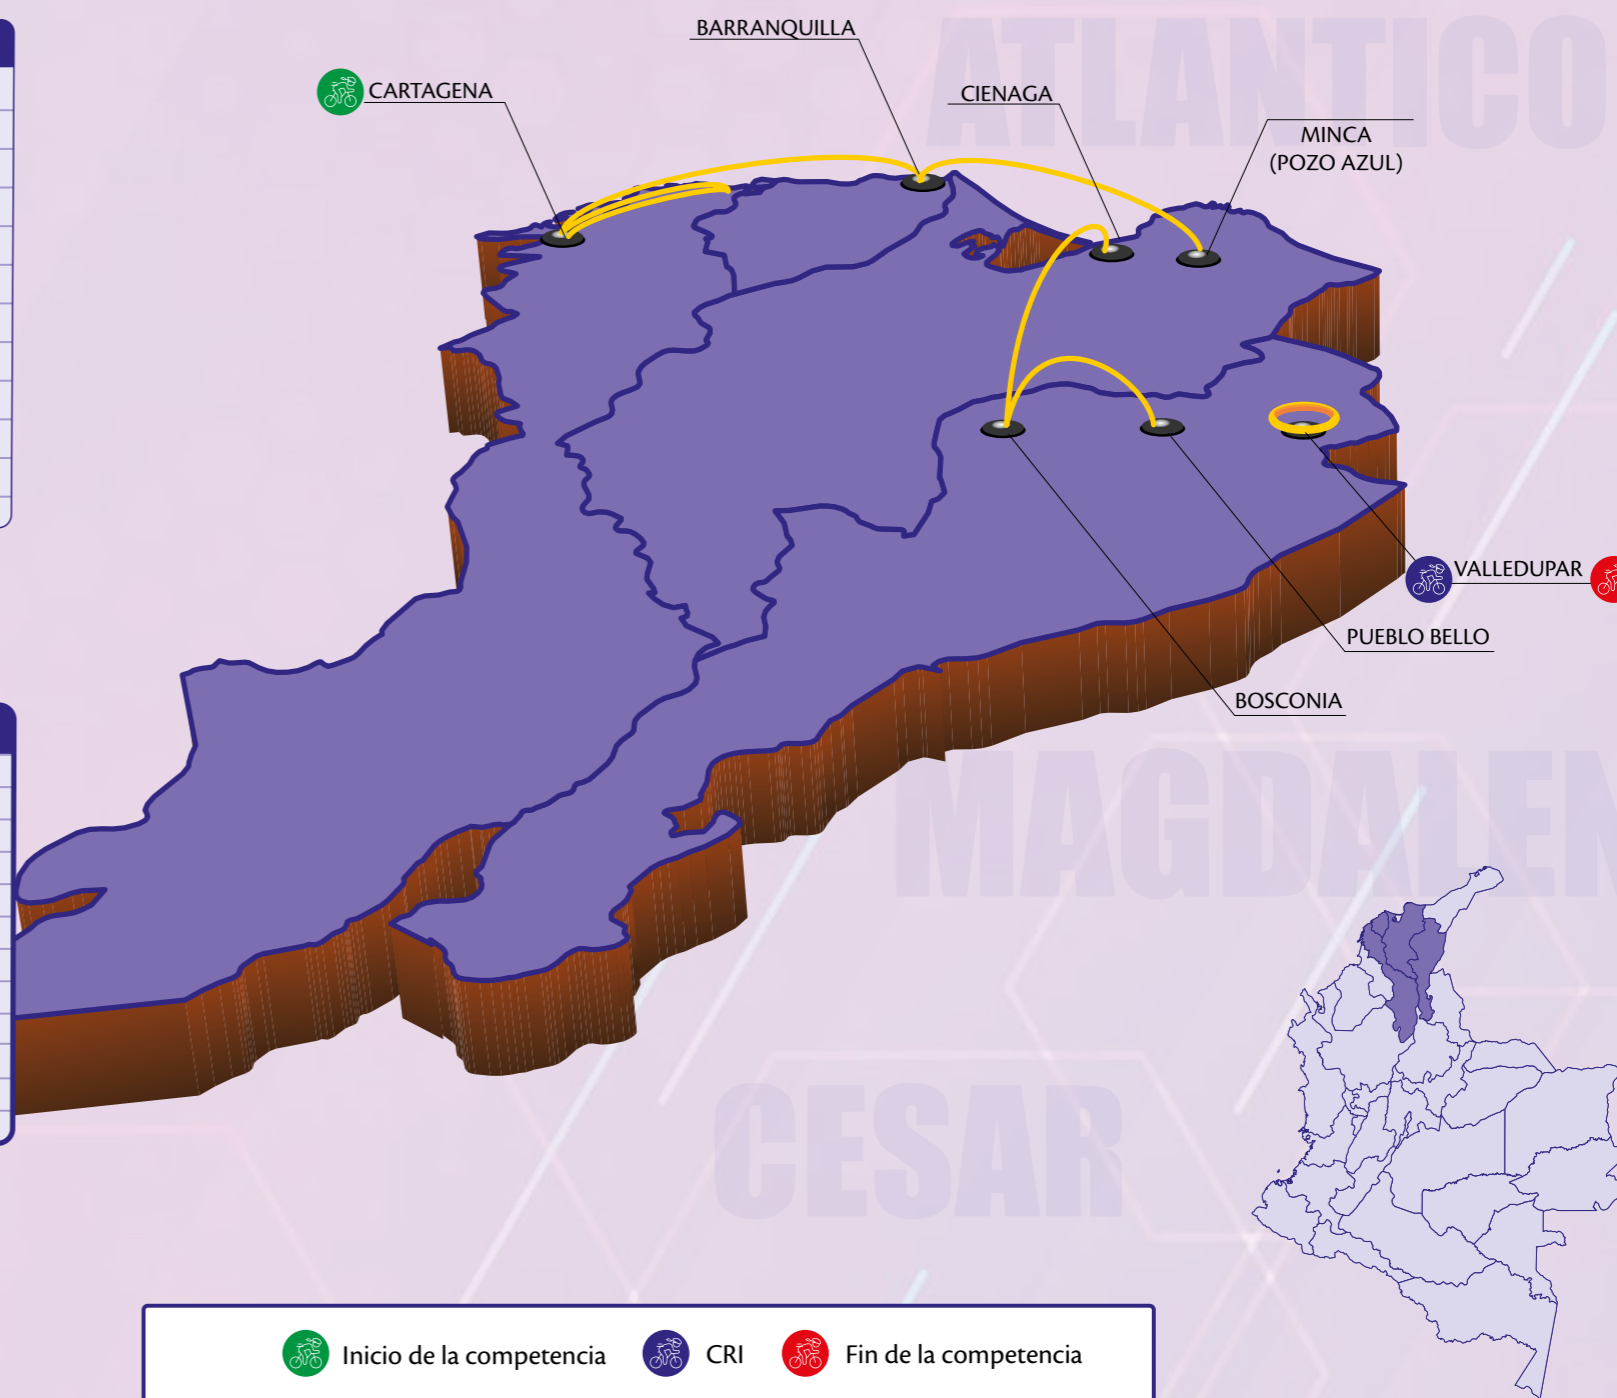 ATLANTICO
BARRANQUILLA
CARTAGENA
CIENAGA
MINCA
(POZO AZUL)
VALLEDUPAR
PUEBLO BELLO
BOSCONIA
MAGDALEN
CESAR
Inicio de la competencia
CRI
Fin de la competencia